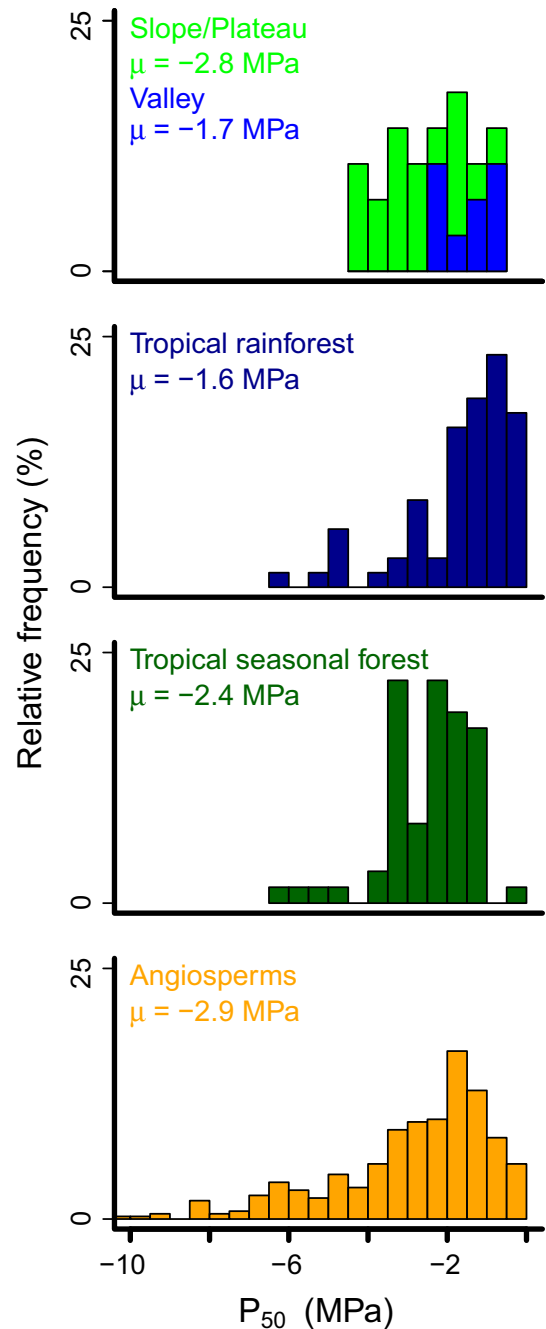 25
Slope/Plateau
μ = −2.8 MPa
Valley
μ = −1.7 MPa
0
25
Tropical rainforest
μ = −1.6 MPa
0
Relative frequency (%)
25
Tropical seasonal forest
μ = −2.4 MPa
0
25
Angiosperms
μ = −2.9 MPa
0
−10 −6 −2
P₅₀ (MPa)